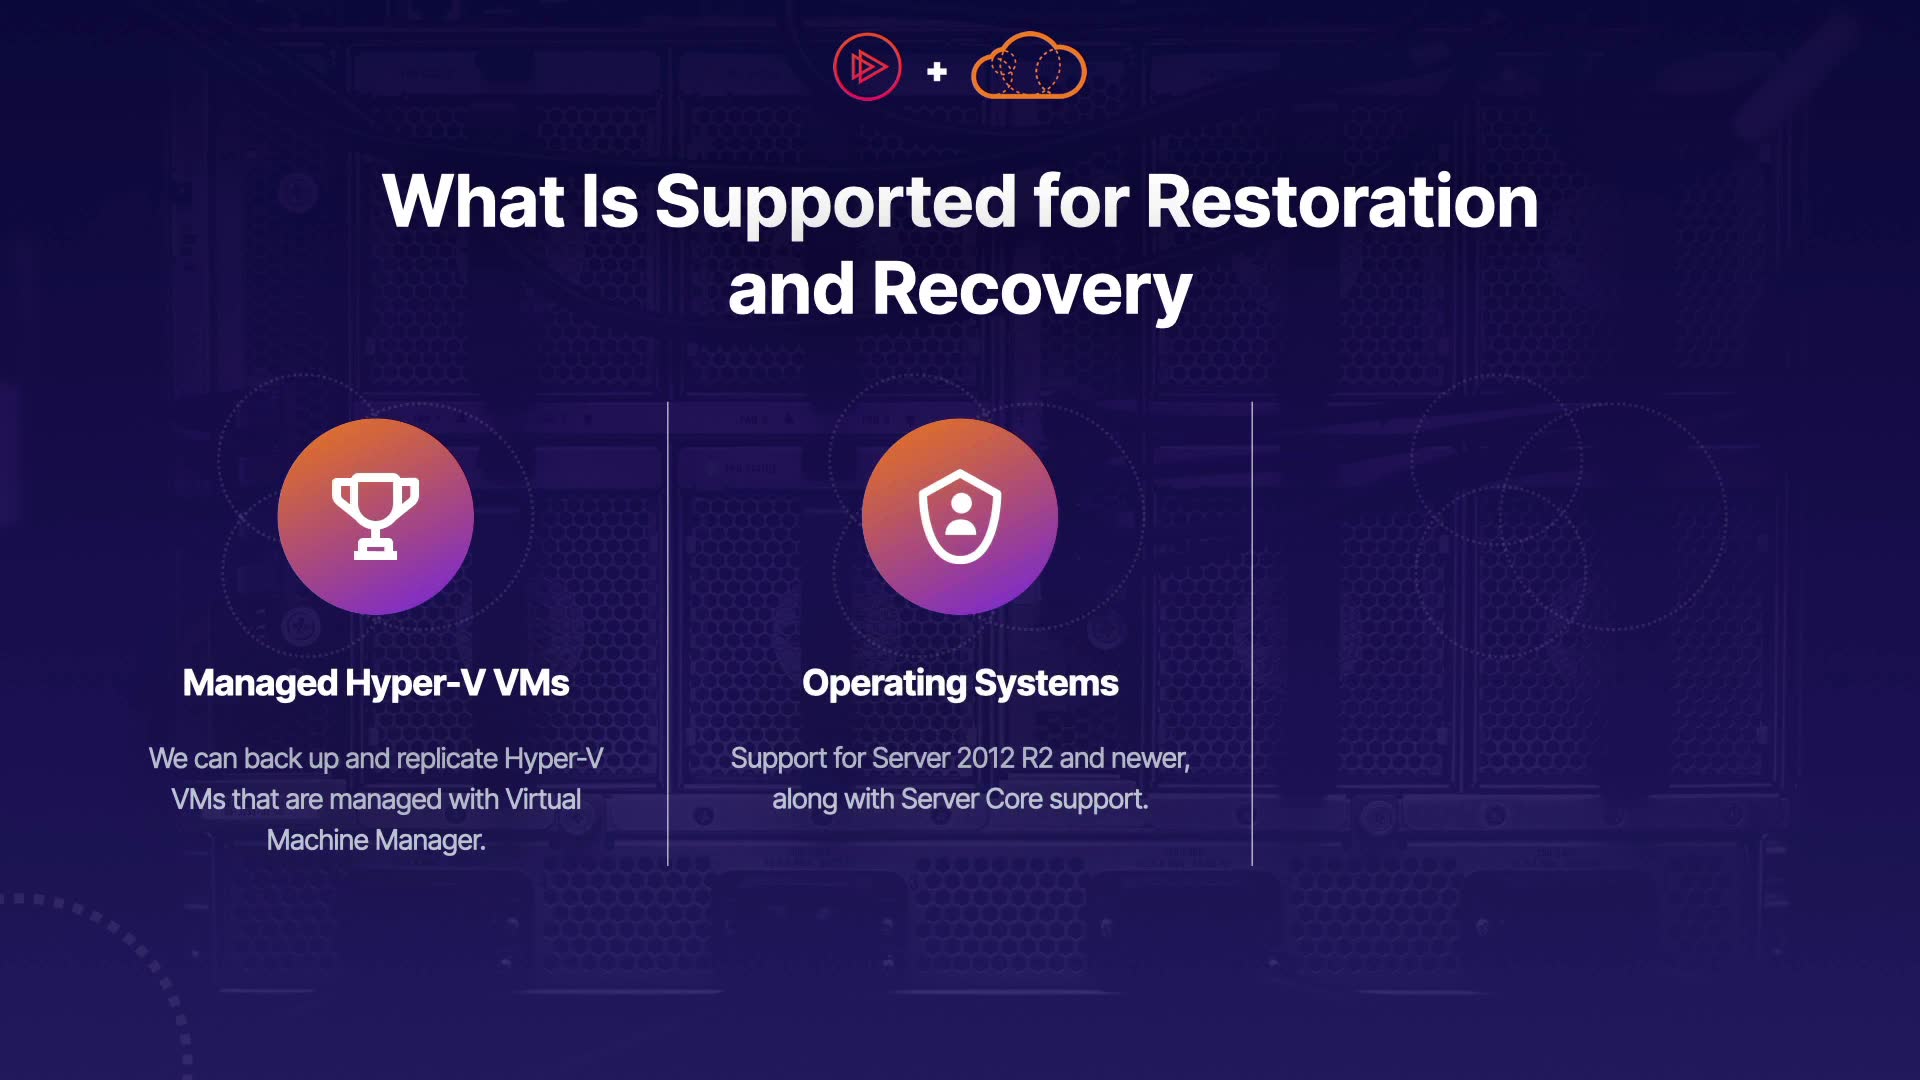 What Is Supported for Restoration
and Recovery
Managed Hyper-V VMs
We can back up and replicate Hyper-V
VMs that are managed with Virtual
Machine Manager.
Operating Systems
Support for Server 2012 R2 and newer,
along with Server Core support.